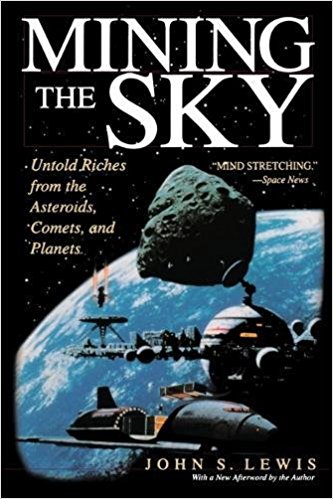 MINING
THE SKY
Untold Riches
from the
Asteroids,
Comets, and
Planets
"MIND STRETCHING."
—Space News
JOHN S. LEWIS
With a New Afterword by the Author